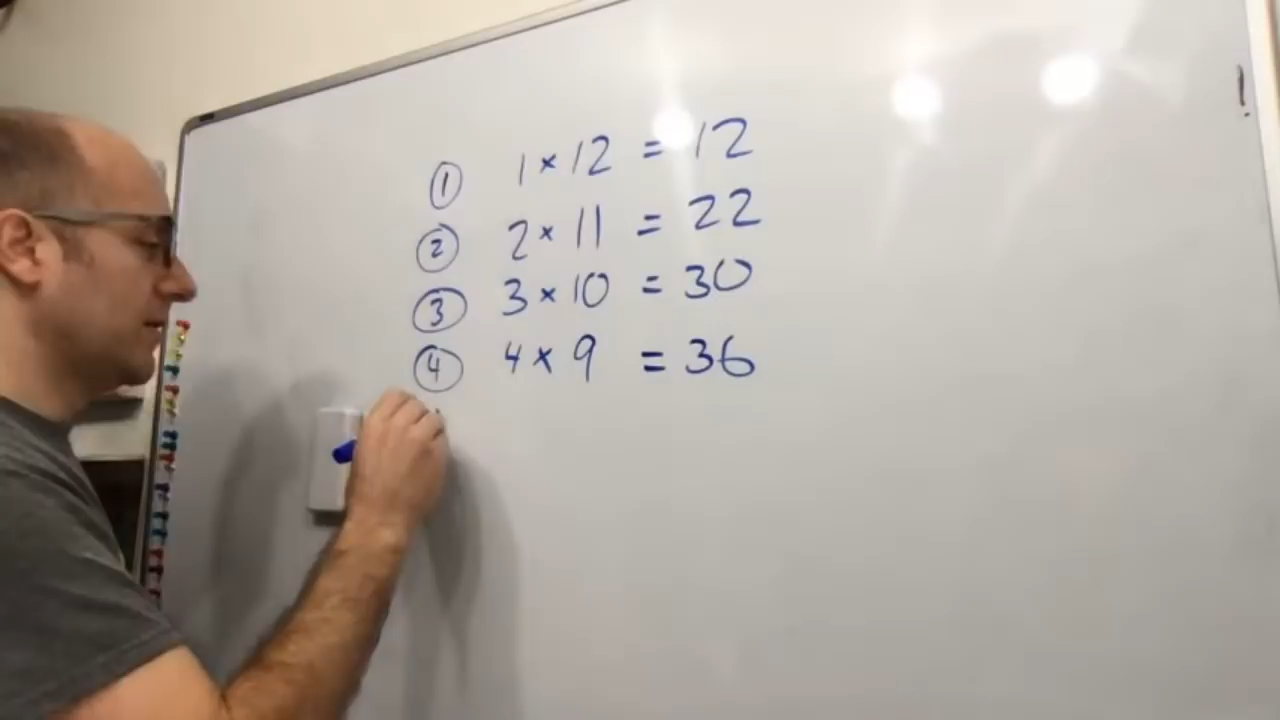 ① 1 × 12 = 12
② 2 × 11 = 22
③ 3 × 10 = 30
④ 4 × 9 = 36